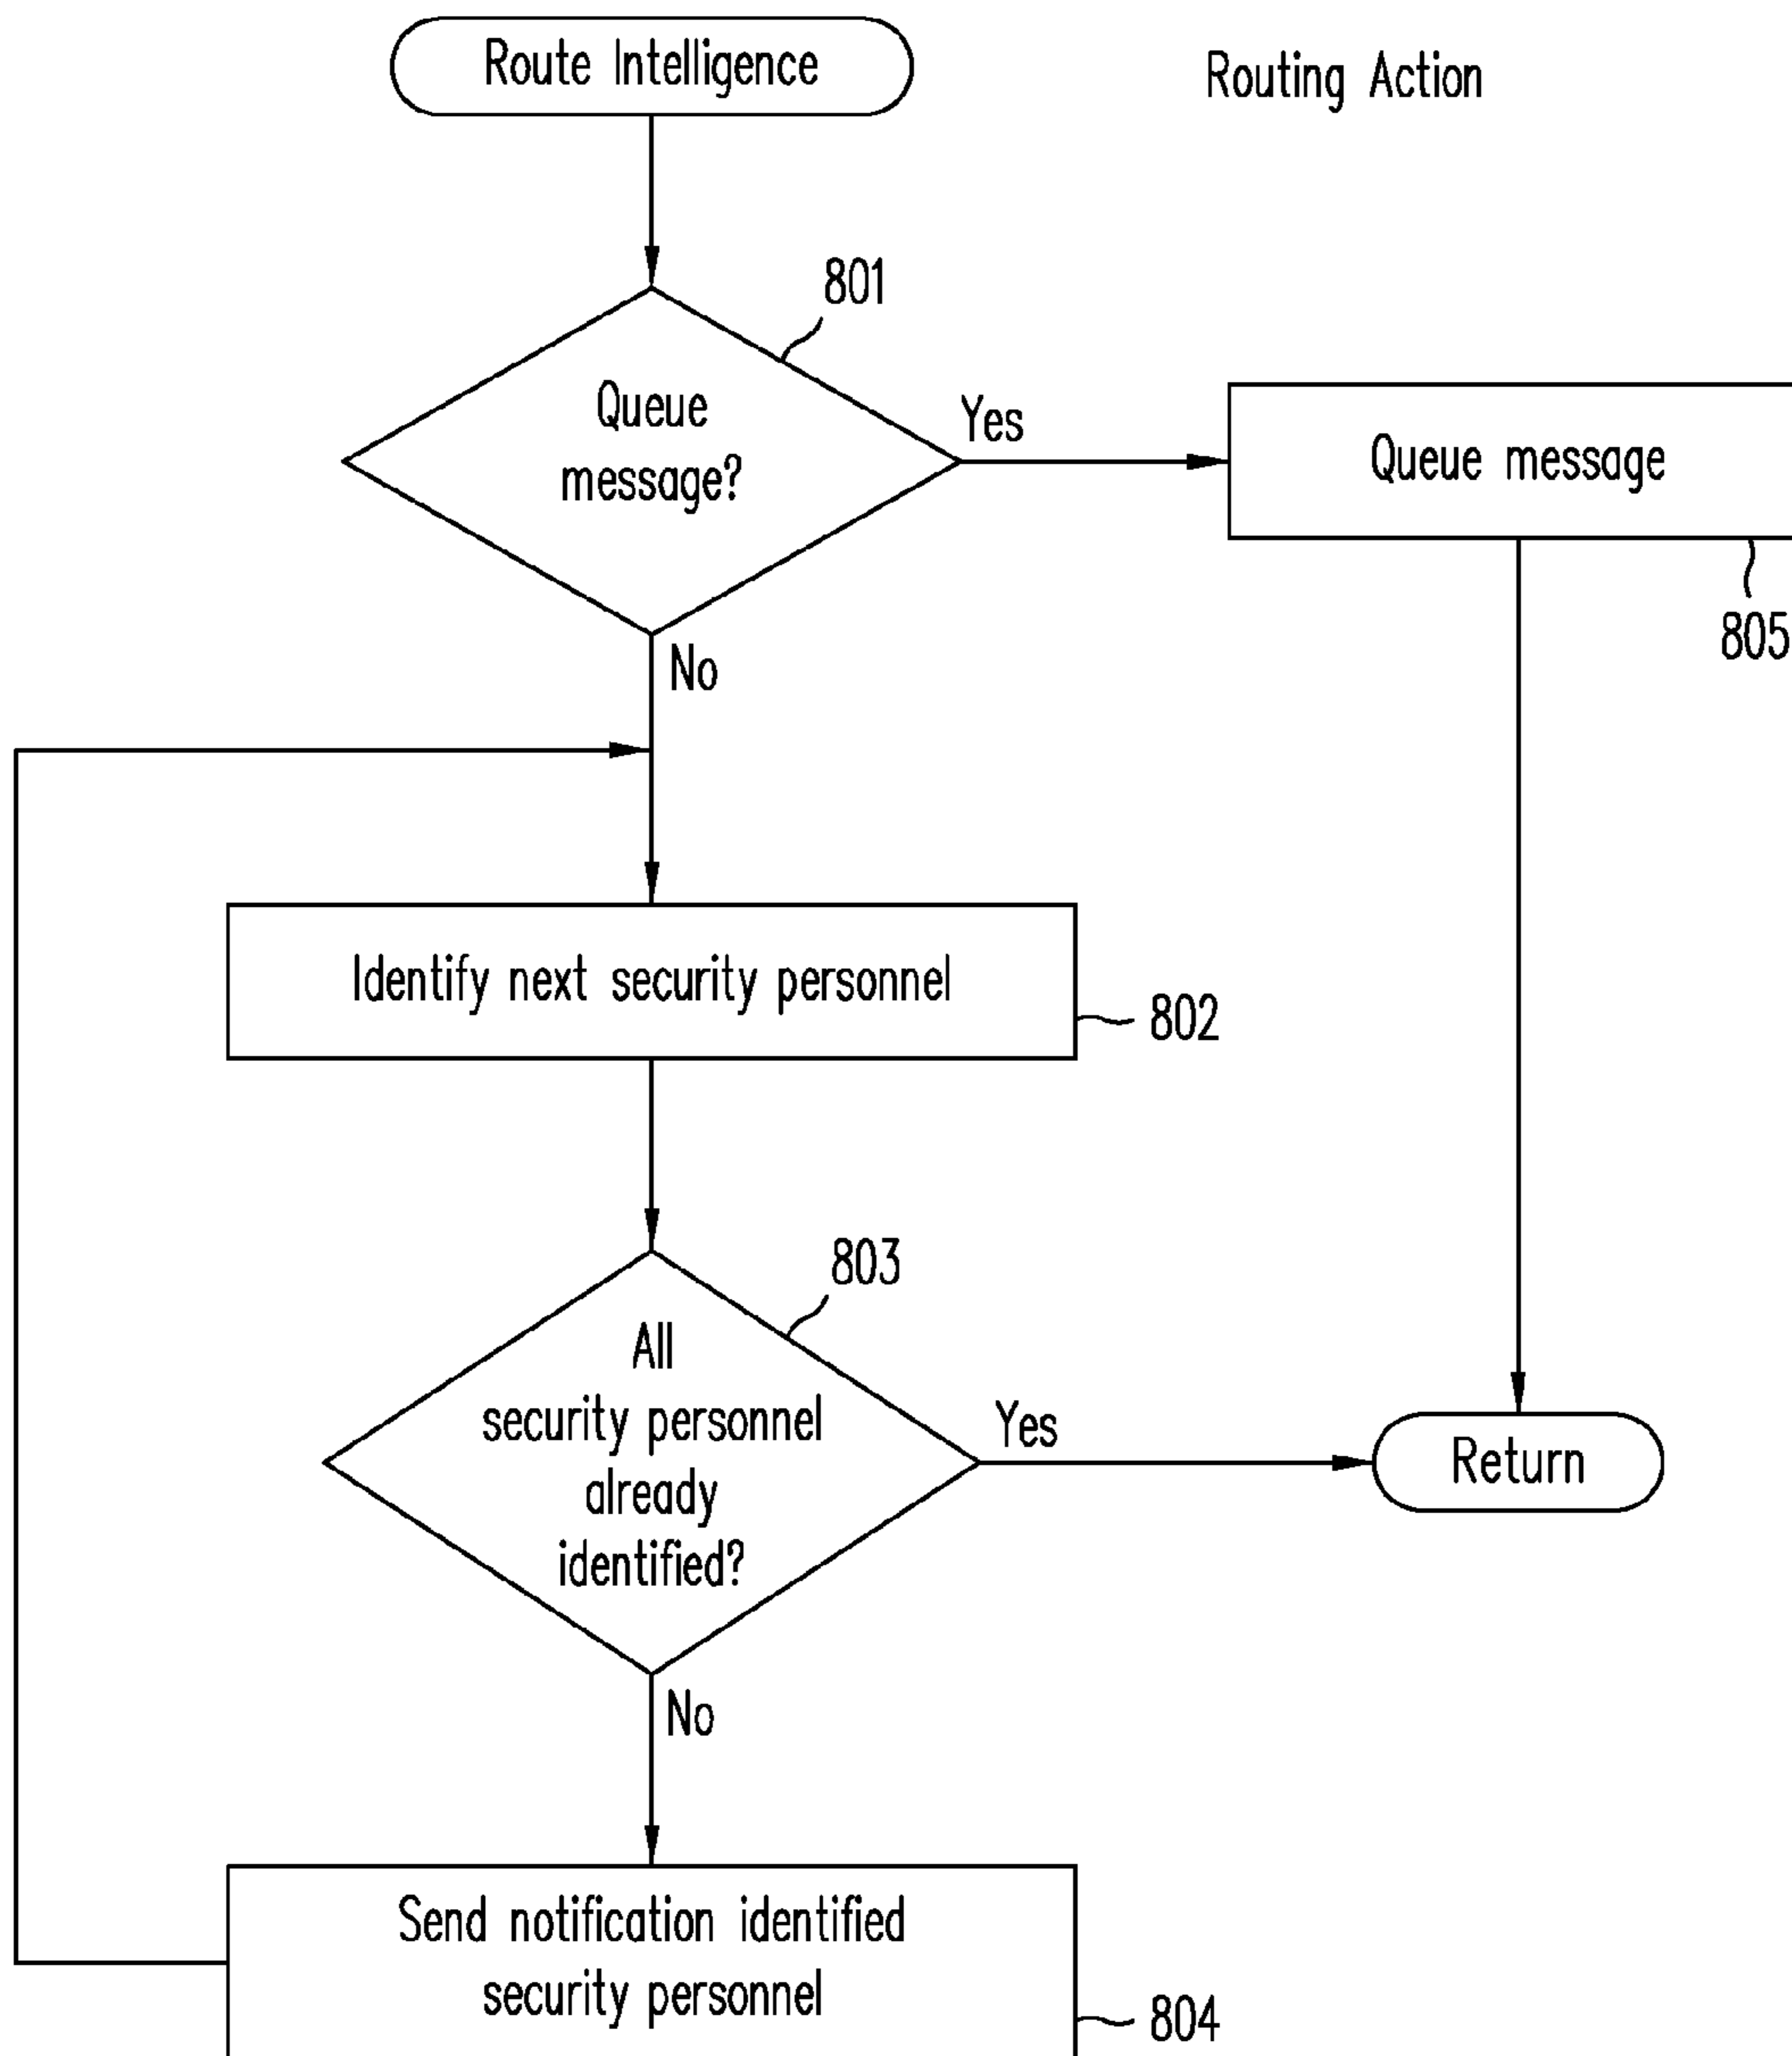 Route Intelligence
Routing Action
801
Queue
message?
Yes
Queue message
805
No
Identify next security personnel
802
803
All
security personnel
already
identified?
Yes
Return
No
Send notification identified
security personnel
804